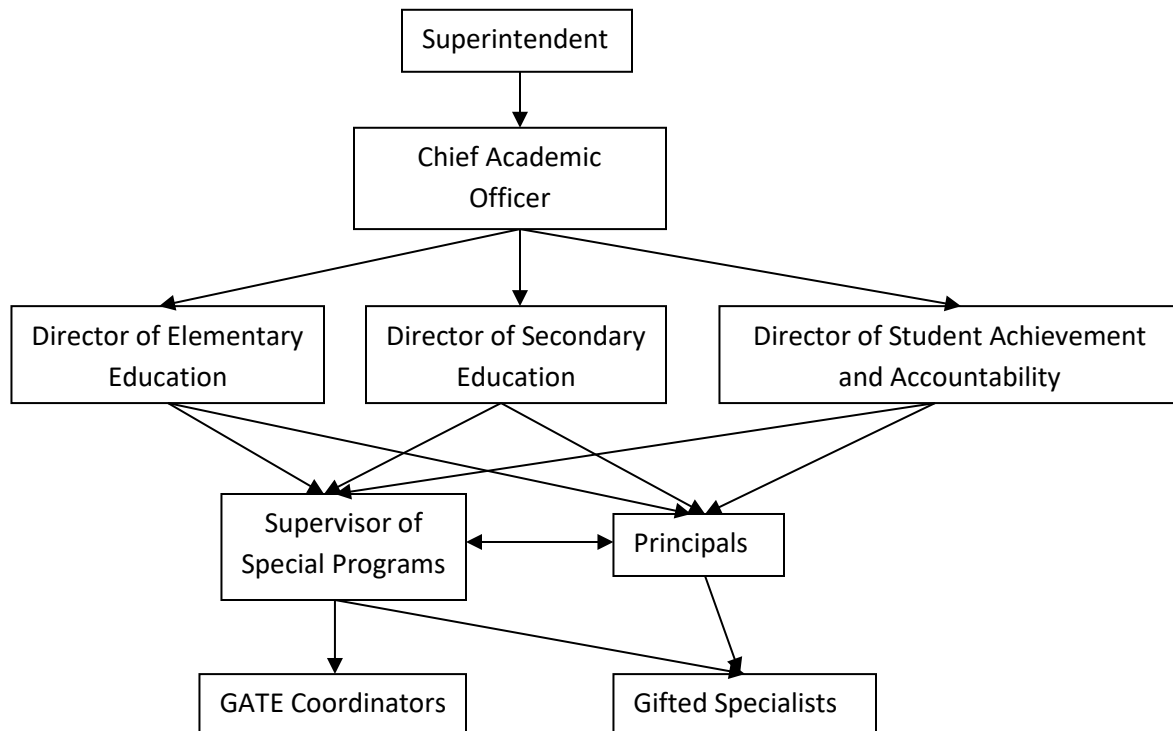 Superintendent
Chief Academic
Officer
Director of Elementary
Education
Director of Secondary
Education
Director of Student Achievement
and Accountability
Supervisor of
Special Programs
Principals
GATE Coordinators
Gifted Specialists